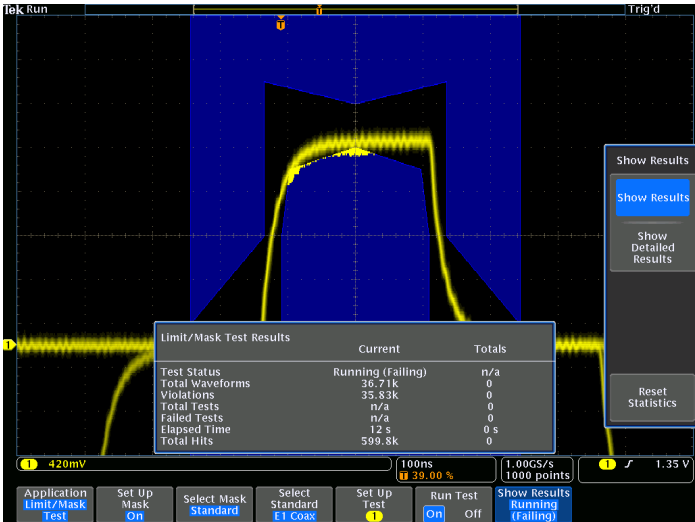 Tek Run Trig'd
T
T
Show Results
Show Results
Show
Detailed
Results
1
Limit/Mask Test Results
Current Totals
Test Status Running (Failing) n/a
Total Waveforms 36.71k 0
Violations 35.83k 0
Total Tests n/a 0
Failed Tests n/a 0
Elapsed Time 12 s 0 s
Total Hits 599.8k 0
Reset
Statistics
1 420mV
100ns
T 39.00 %
1.00GS/s
1000 points
1 1.35 V
Application
Limit/Mask
Test
Set Up
Mask
On
Select Mask
Standard
Select
Standard
E1 Coax
Set Up
Test
1
Run Test
On Off
Show Results
Running
(Failing)